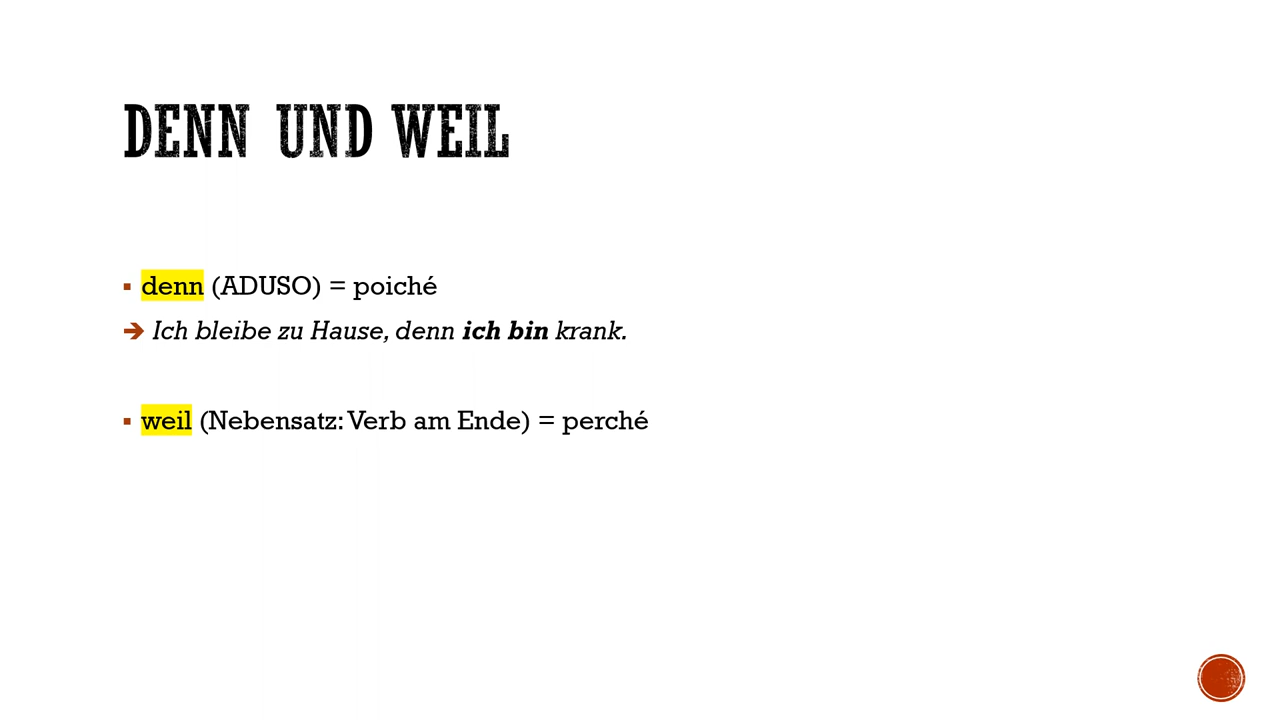 DENN UND WEIL
▪ denn (ADUSO) = poiché
➔ Ich bleibe zu Hause, denn ich bin krank.
▪ weil (Nebensatz: Verb am Ende) = perché